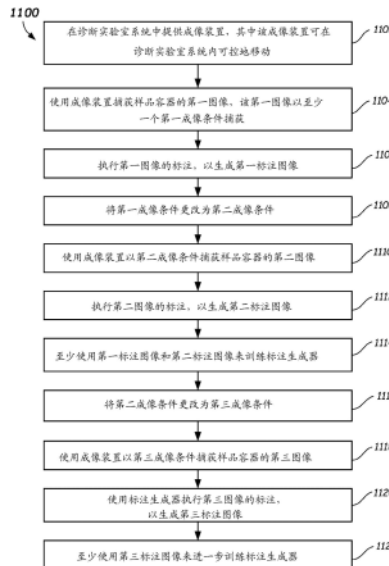 1100
在诊断实验室系统中提供成像装置、其中该成像装置可在
诊断实验室系统内可控地移动
使用成像装置捕获样品容器的第一图像、该第一图像以至少
一个第一成像条件捕获
执行第一图像的标注、以生成第一标注图像
将第一成像条件更改为第二成像条件
使用成像装置以第二成像条件捕获样品容器的第二图像
1110
执行第二图像的标注、以生成第二标注图像
至少使用第一标注图像和第二标注图像来训练标注生成器
将第二成像条件更改为第三成像条件
使用成像装置以第三成像条件捕获样品容器的第三图像
使用标注生成器执行第三图像的标注、
以生成第三标注图像
至少使用第三标注图像来进一步训练标注生成器